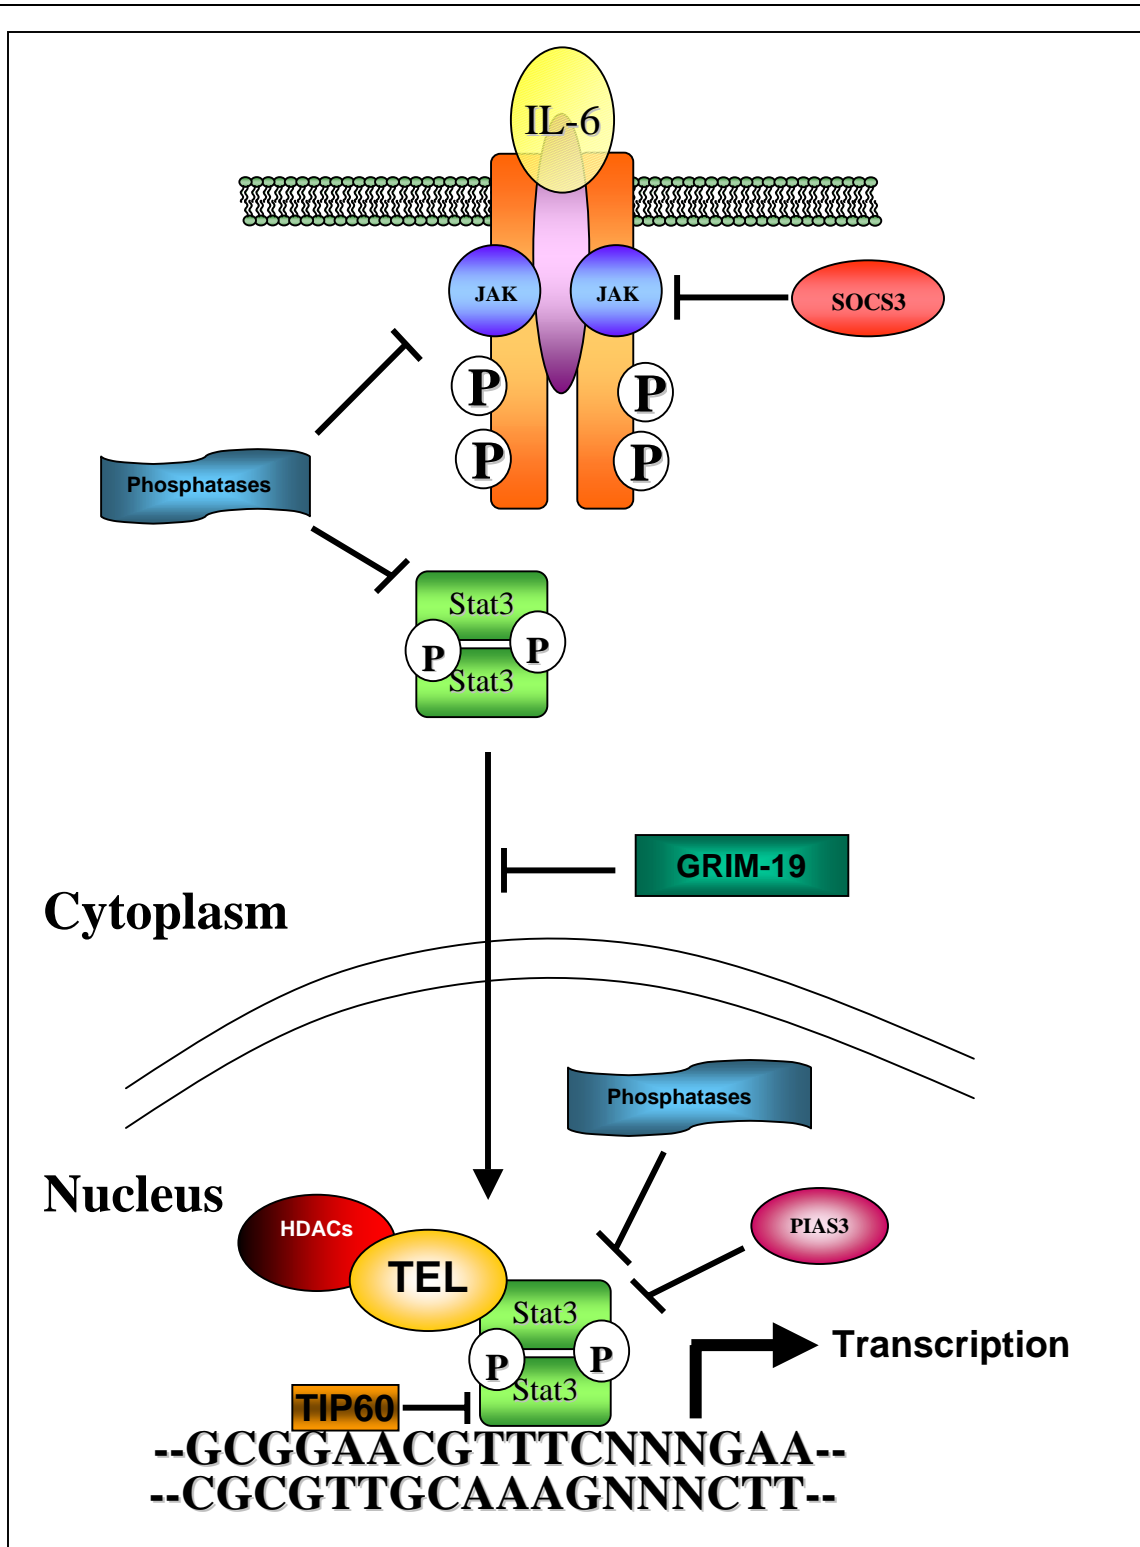 IL-6
JAK
JAK
SOCS3
P
P
P
P
Phosphatases
Stat3
P
P
Stat3
GRIM-19
Cytoplasm
Phosphatases
Nucleus
HDACs
PIAS3
TEL
Stat3
Transcription
P
P
Stat3
TIP60
--GCGGAACGTTTCNNNGAA--
--CGCGTTGCAAAGNNNCTT--